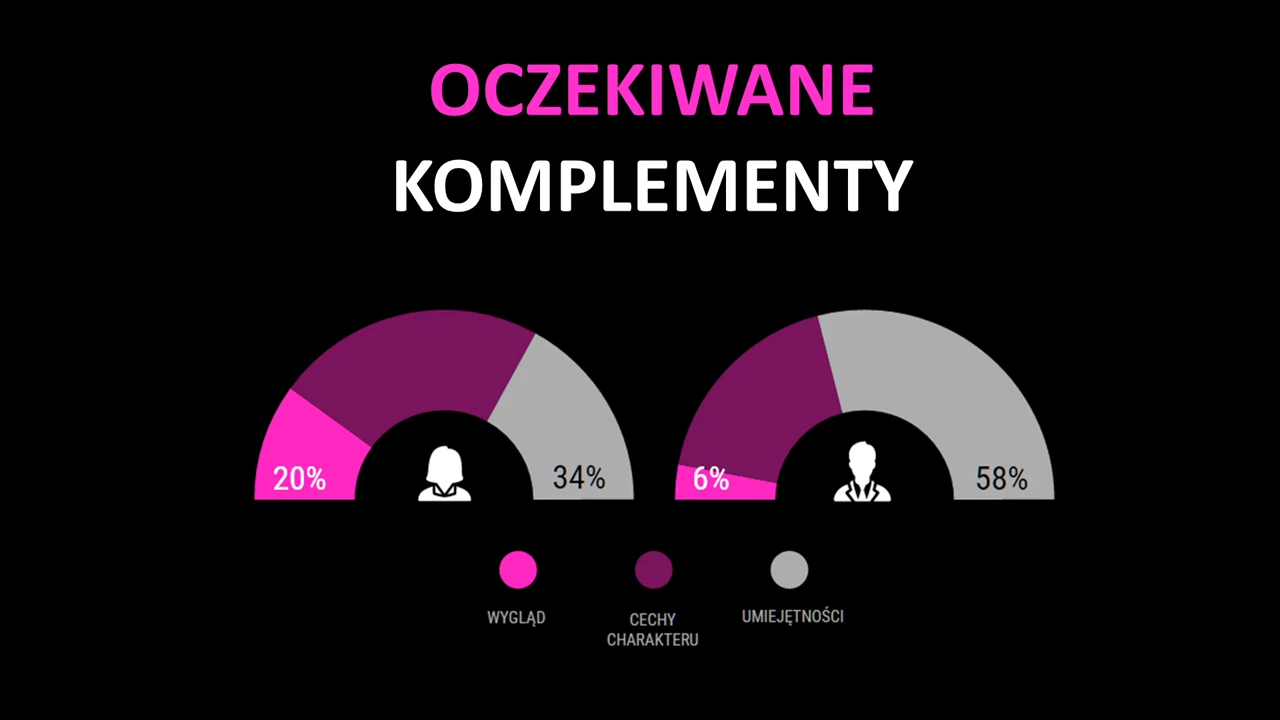 OCZEKIWANE
KOMPLEMENTY
20%
34%
6%
58%
WYGLĄD
CECHY
CHARAKTERU
UMIEJĘTNOŚCI